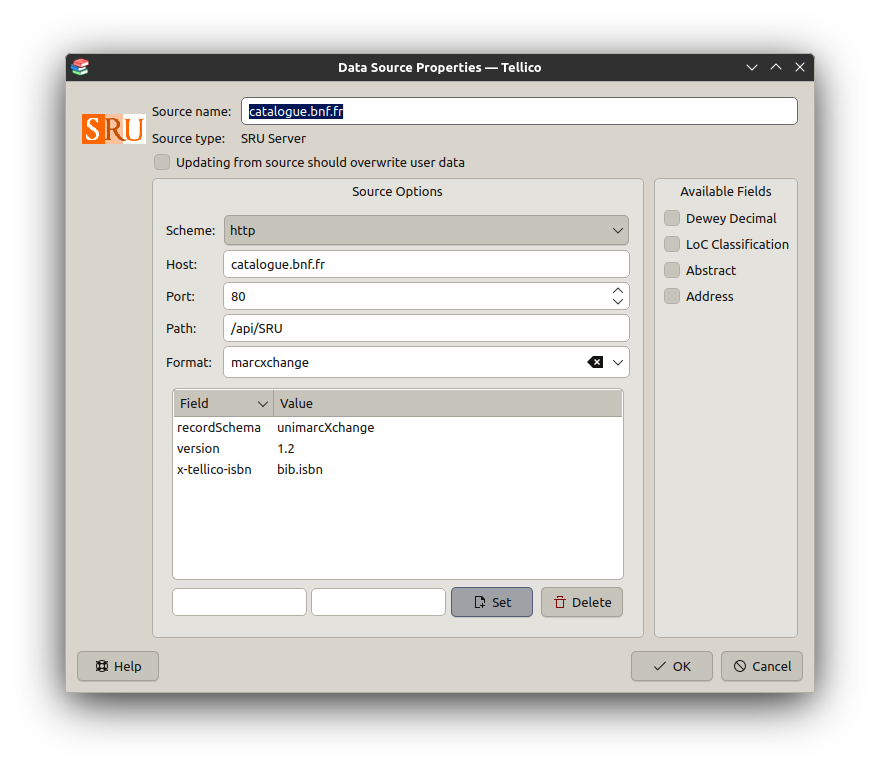 Data Source Properties — Tellico
SRU
Source name: catalogue.bnf.fr
Source type: SRU Server
Updating from source should overwrite user data
Source Options
Scheme: http
Host: catalogue.bnf.fr
Port: 80
Path: /api/SRU
Format: marcxchange
Field Value
recordSchema unimarcXchange
version 1.2
x-tellico-isbn bib.isbn
Set Delete
Available Fields
Dewey Decimal
LoC Classification
Abstract
Address
Help OK Cancel